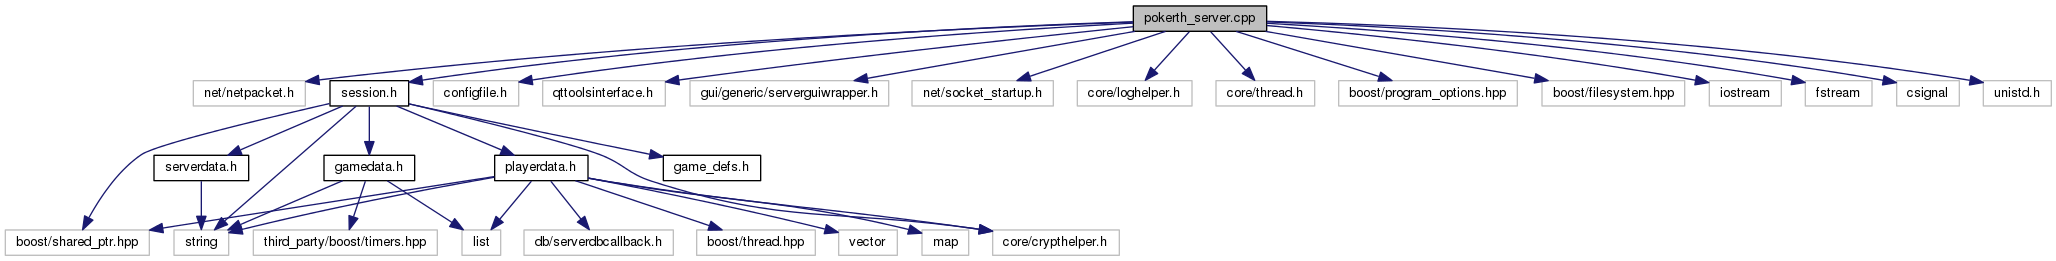 pokerth_server.cpp
net/netpacket.h
session.h
configfile.h
qttoolsinterface.h
gui/generic/serverguiwrapper.h
net/socket_startup.h
core/loghelper.h
core/thread.h
boost/program_options.hpp
boost/filesystem.hpp
iostream
fstream
csignal
unistd.h
serverdata.h
gamedata.h
playerdata.h
game_defs.h
boost/shared_ptr.hpp
string
third_party/boost/timers.hpp
list
db/serverdbcallback.h
boost/thread.hpp
vector
map
core/crypthelper.h